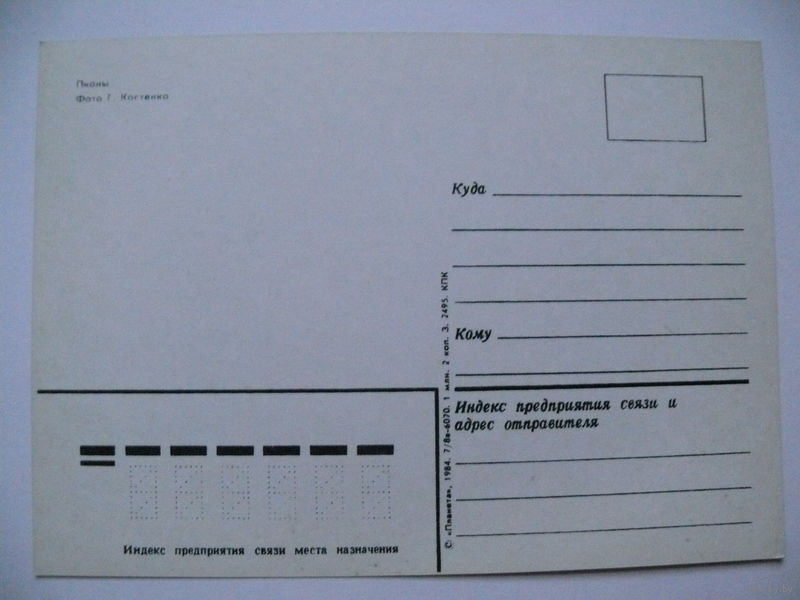 Пионы
Фото Г. Костенко
Куда
Кому
© «Планета», 1984. 7/8в-6070. 1 млн. 2 коп. З. 2495. КПК
Индекс предприятия связи и
адрес отправителя
Индекс предприятия связи места назначения